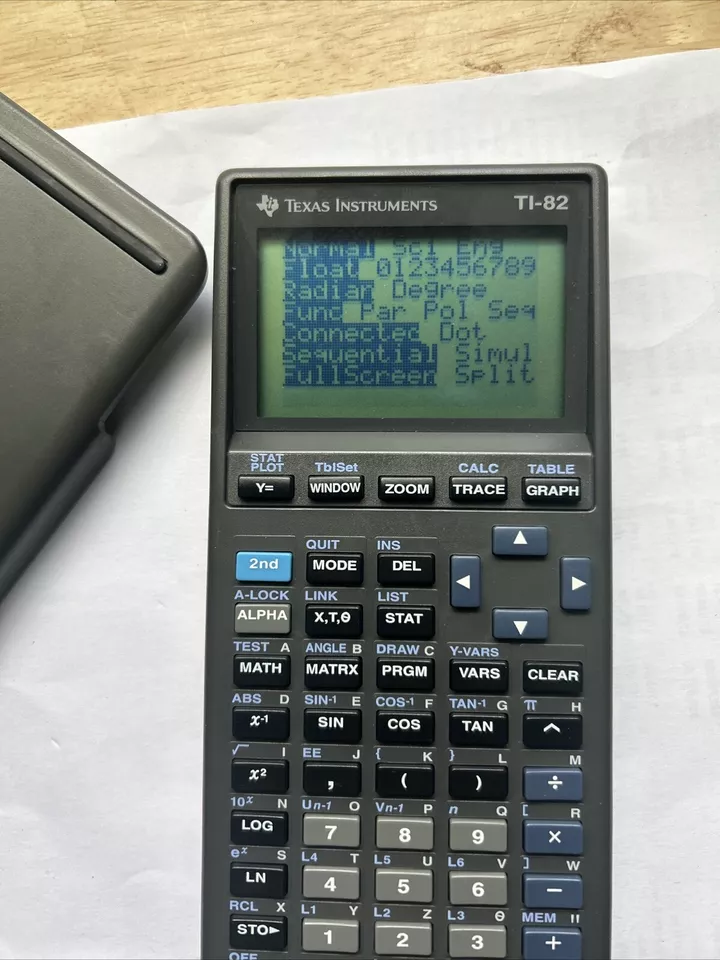 TEXAS INSTRUMENTS TI-82
Normal Sci Eng
Float 0123456789
Radian Degree
Func Par Pol Seq
Connected Dot
Sequential Simul
FullScreen Split
STAT PLOT TblSet CALC TABLE
Y= WINDOW ZOOM TRACE GRAPH
QUIT INS
2nd MODE DEL
A-LOCK LINK LIST
ALPHA X,T,θ STAT
TEST A ANGLE B DRAW C Y-VARS
MATH MATRX PRGM VARS CLEAR
ABS D SIN-1 E COS-1 F TAN-1 G π H
x-1 SIN COS TAN ^
√ I EE J { K } L M
x² , ( ) ÷
10x N Un-1 O Vn-1 P n Q [ R
LOG 7 8 9 ×
ex S L4 T L5 U L6 V ] W
LN 4 5 6 −
RCL X L1 Y L2 Z L3 θ MEM "
STO► 1 2 3 +
OFF